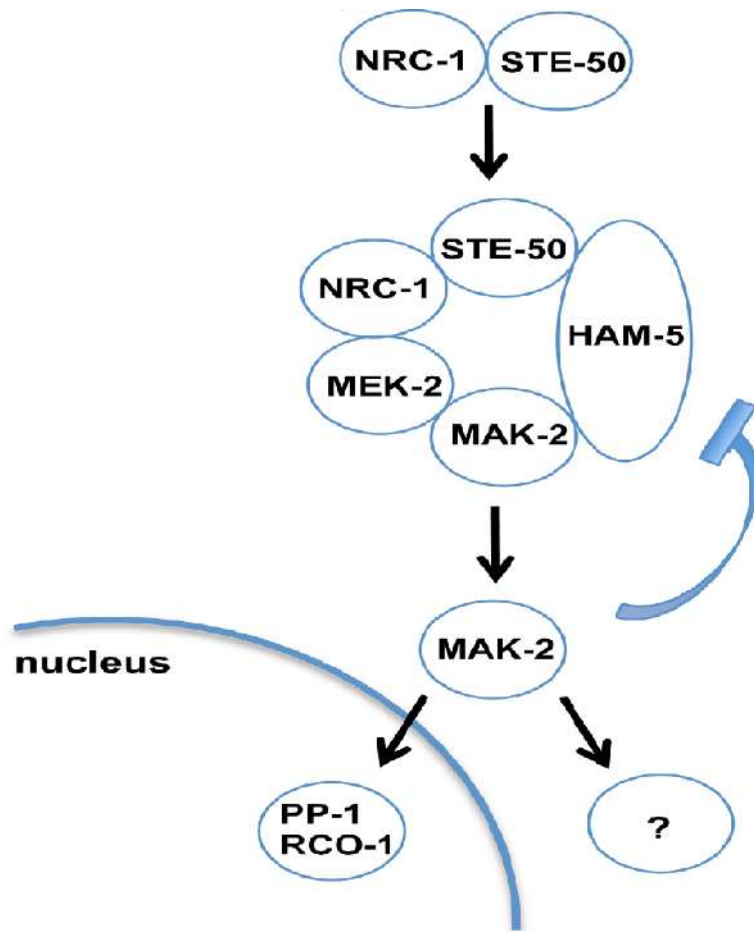 NRC-1
STE-50
STE-50
NRC-1
HAM-5
MEK-2
MAK-2
MAK-2
nucleus
PP-1
RCO-1
?